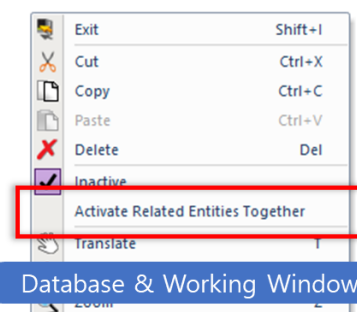 Exit Shift+I
Cut Ctrl+X
Copy Ctrl+C
Paste Ctrl+V
Delete Del
Inactive
Activate Related Entities Together
Translate T
Database & Working Window
Zoom Z